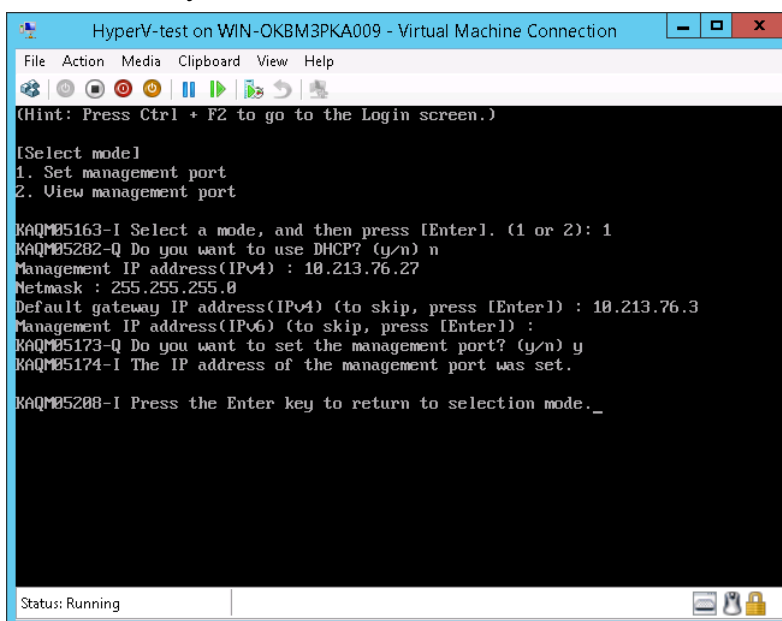 HyperV-test on WIN-OKBM3PKA009 - Virtual Machine Connection
File Action Media Clipboard View Help
(Hint: Press Ctrl + F2 to go to the Login screen.)
[Select mode]
1. Set management port
2. View management port
KAQM05163-I Select a mode, and then press [Enter]. (1 or 2): 1
KAQM05282-Q Do you want to use DHCP? (y/n) n
Management IP address(IPv4) : 10.213.76.27
Netmask : 255.255.255.0
Default gateway IP address(IPv4) (to skip, press [Enter]) : 10.213.76.3
Management IP address(IPv6) (to skip, press [Enter]) :
KAQM05173-Q Do you want to set the management port? (y/n) y
KAQM05174-I The IP address of the management port was set.
KAQM05208-I Press the Enter key to return to selection mode._
Status: Running